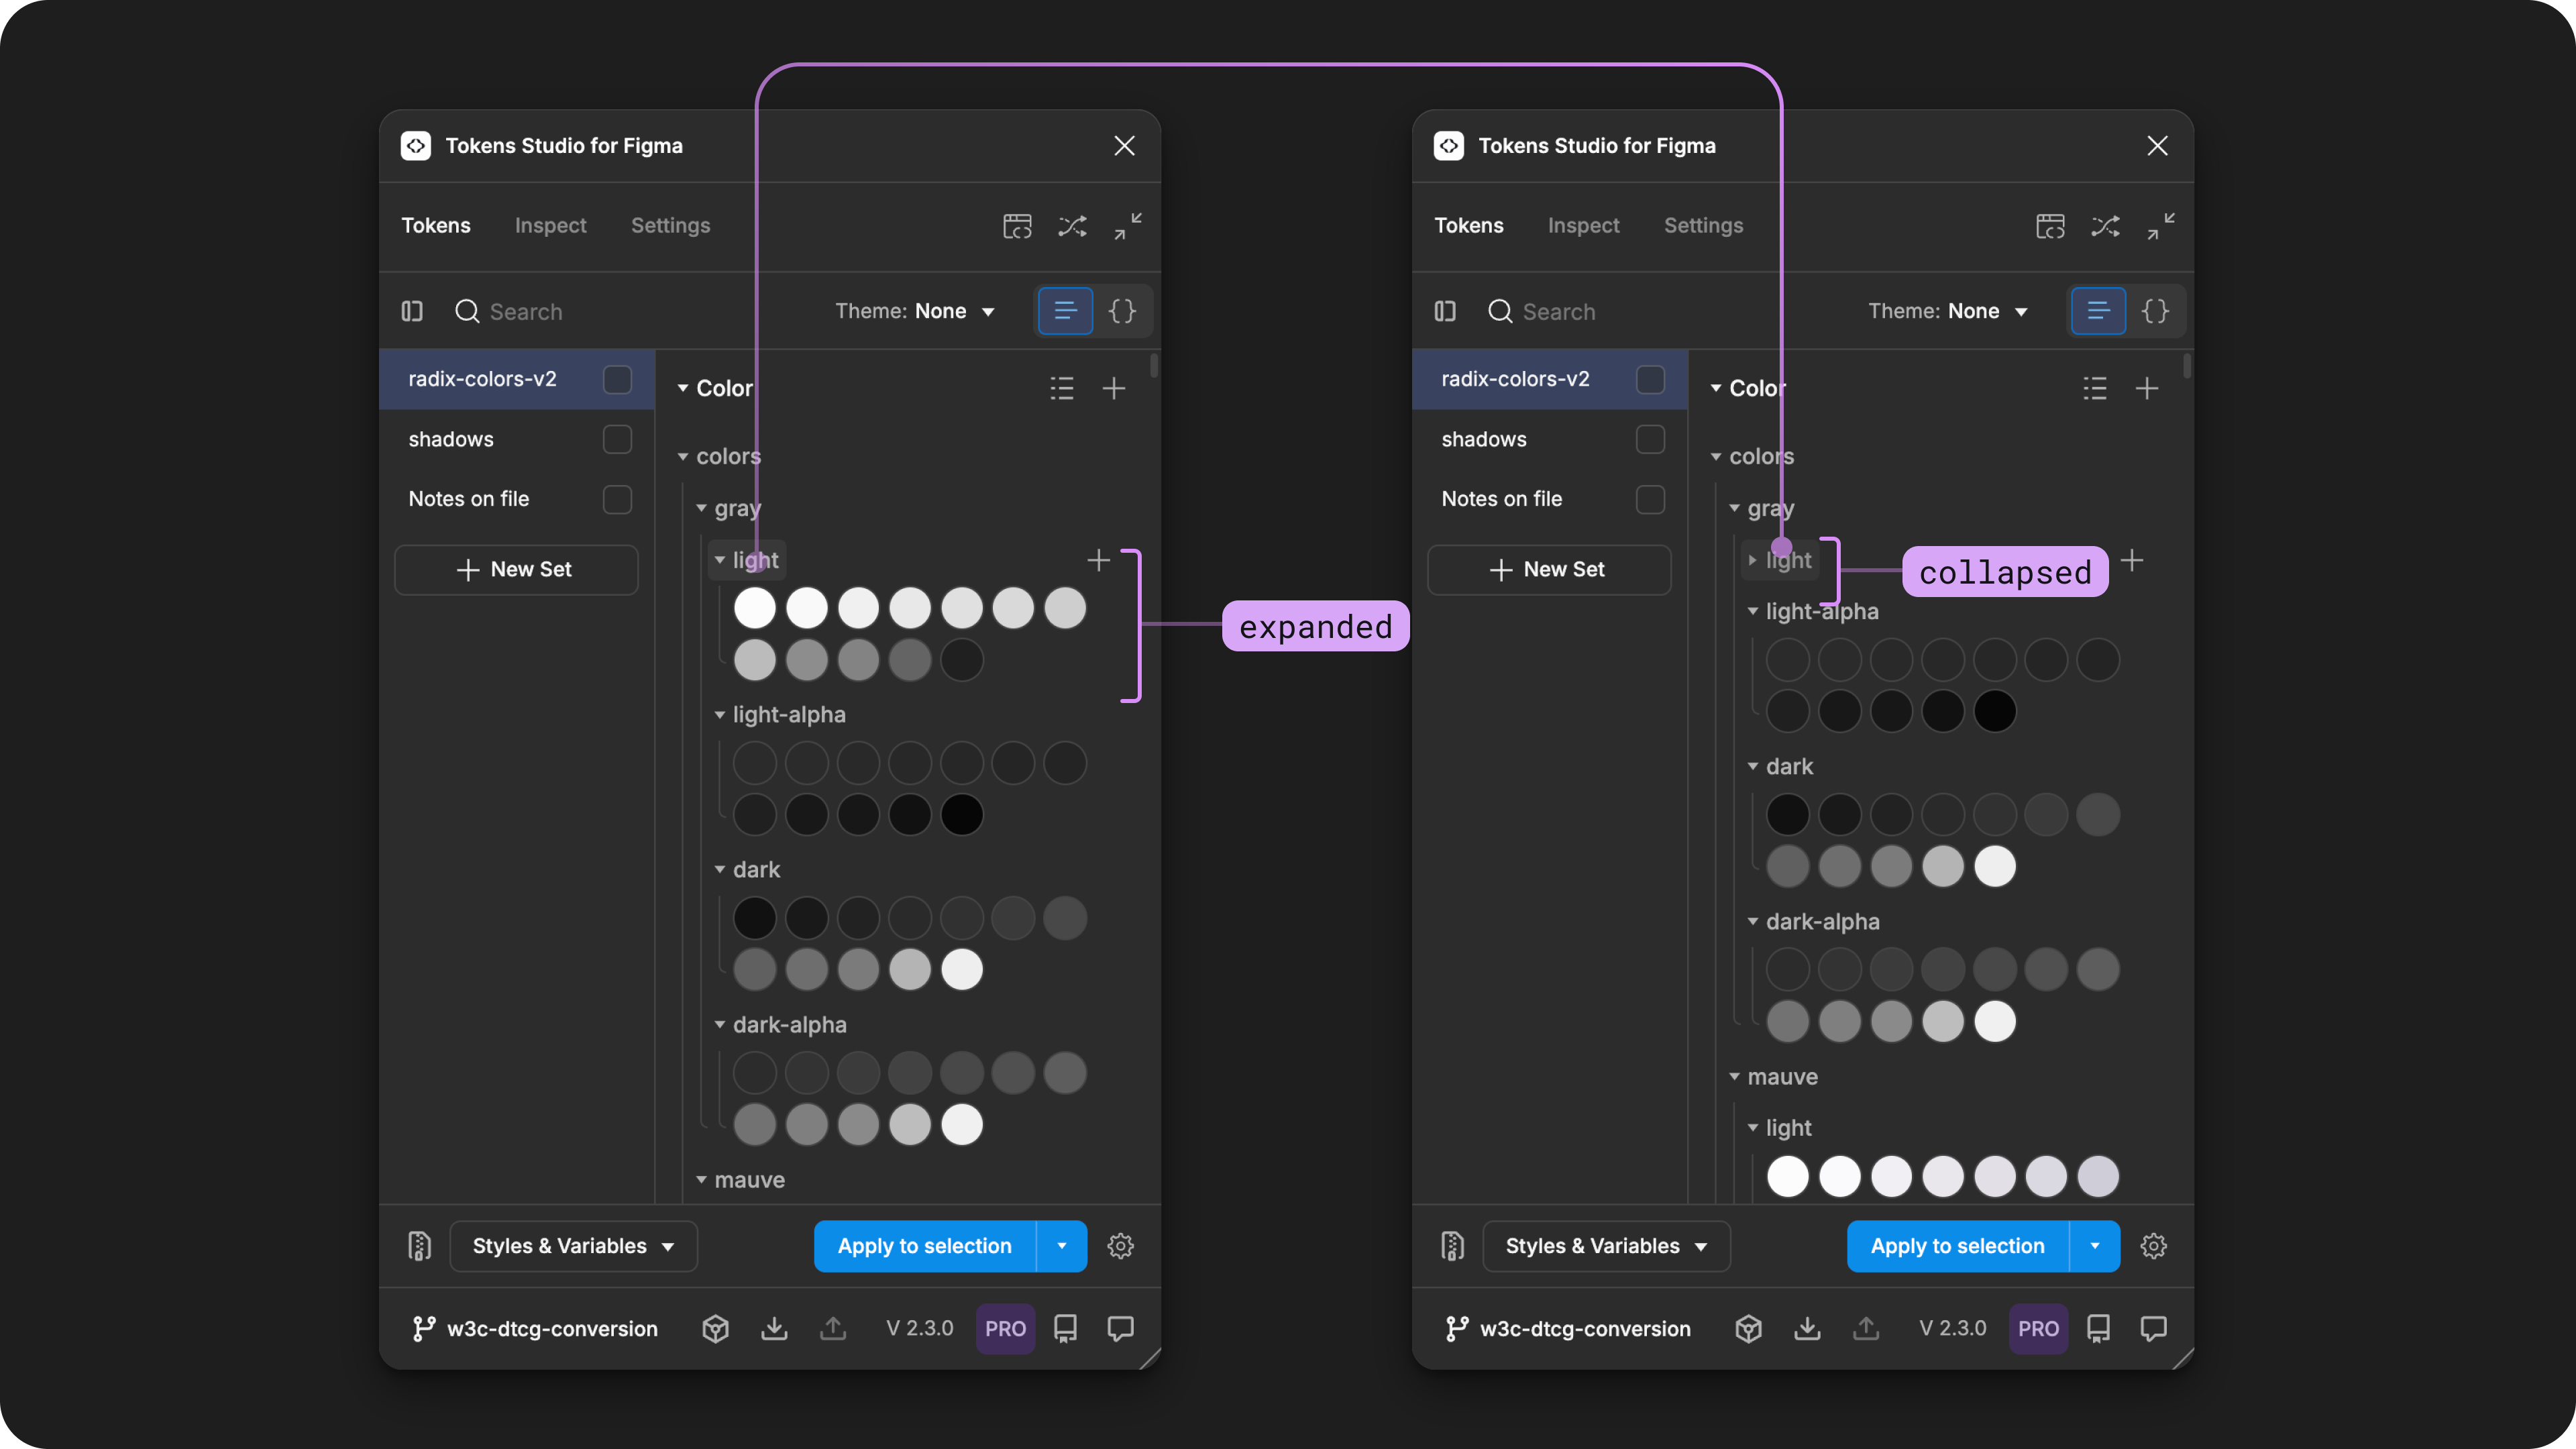 Tokens Studio for Figma
Tokens Inspect Settings
Search Theme: None {}
radix-colors-v2
shadows
Notes on file
New Set
Color
colors
gray
light
light-alpha
dark
dark-alpha
mauve
Styles & Variables Apply to selection
w3c-dtcg-conversion V 2.3.0 PRO
expanded
Tokens Studio for Figma
Tokens Inspect Settings
Search Theme: None {}
radix-colors-v2
shadows
Notes on file
New Set
Color
colors
gray
light
collapsed
light-alpha
dark
dark-alpha
mauve
light
Styles & Variables Apply to selection
w3c-dtcg-conversion V 2.3.0 PRO